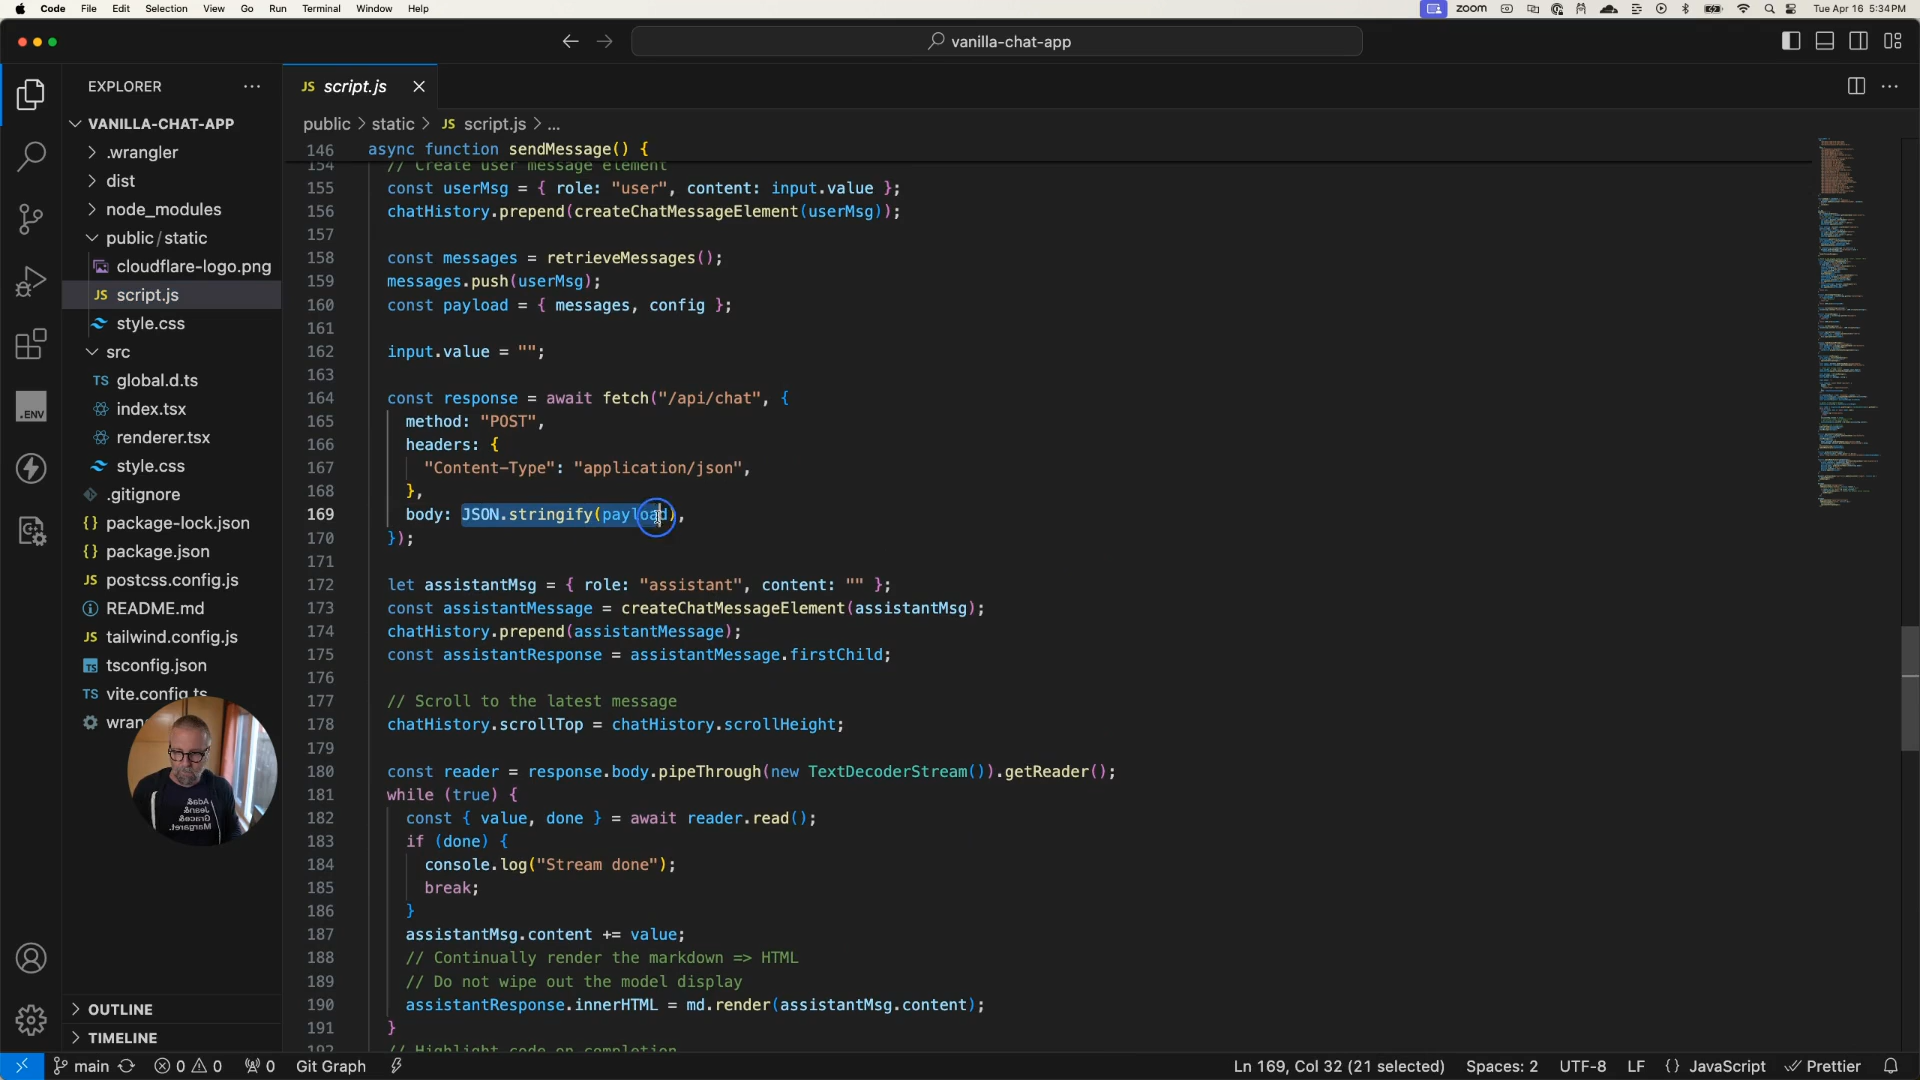 Code File Edit Selection View Go Run Terminal Window Help
zoom Tue Apr 16 5:34 PM
vanilla-chat-app
EXPLORER
VANILLA-CHAT-APP
.wrangler
dist
node_modules
public/static
cloudflare-logo.png
JS script.js
style.css
src
TS global.d.ts
index.tsx
renderer.tsx
style.css
.gitignore
{} package-lock.json
{} package.json
JS postcss.config.js
README.md
JS tailwind.config.js
TS tsconfig.json
TS vite.config.ts
wran
.ENV
OUTLINE
TIMELINE
JS script.js
public > static > JS script.js > ...
146 async function sendMessage() {
154 // Create user message element
155 const userMsg = { role: "user", content: input.value };
156 chatHistory.prepend(createChatMessageElement(userMsg));
157
158 const messages = retrieveMessages();
159 messages.push(userMsg);
160 const payload = { messages, config };
161
162 input.value = "";
163
164 const response = await fetch("/api/chat", {
165 method: "POST",
166 headers: {
167 "Content-Type": "application/json",
168 },
169 body: JSON.stringify(payload),
170 });
171
172 let assistantMsg = { role: "assistant", content: "" };
173 const assistantMessage = createChatMessageElement(assistantMsg);
174 chatHistory.prepend(assistantMessage);
175 const assistantResponse = assistantMessage.firstChild;
176
177 // Scroll to the latest message
178 chatHistory.scrollTop = chatHistory.scrollHeight;
179
180 const reader = response.body.pipeThrough(new TextDecoderStream()).getReader();
181 while (true) {
182 const { value, done } = await reader.read();
183 if (done) {
184 console.log("Stream done");
185 break;
186 }
187 assistantMsg.content += value;
188 // Continually render the markdown => HTML
189 // Do not wipe out the model display
190 assistantResponse.innerHTML = md.render(assistantMsg.content);
191 }
192 // Highlight code on completion
Ada&
Jean&
Grace&
Margaret.
main 0 0 0 Git Graph
Ln 169, Col 32 (21 selected) Spaces: 2 UTF-8 LF {} JavaScript Prettier